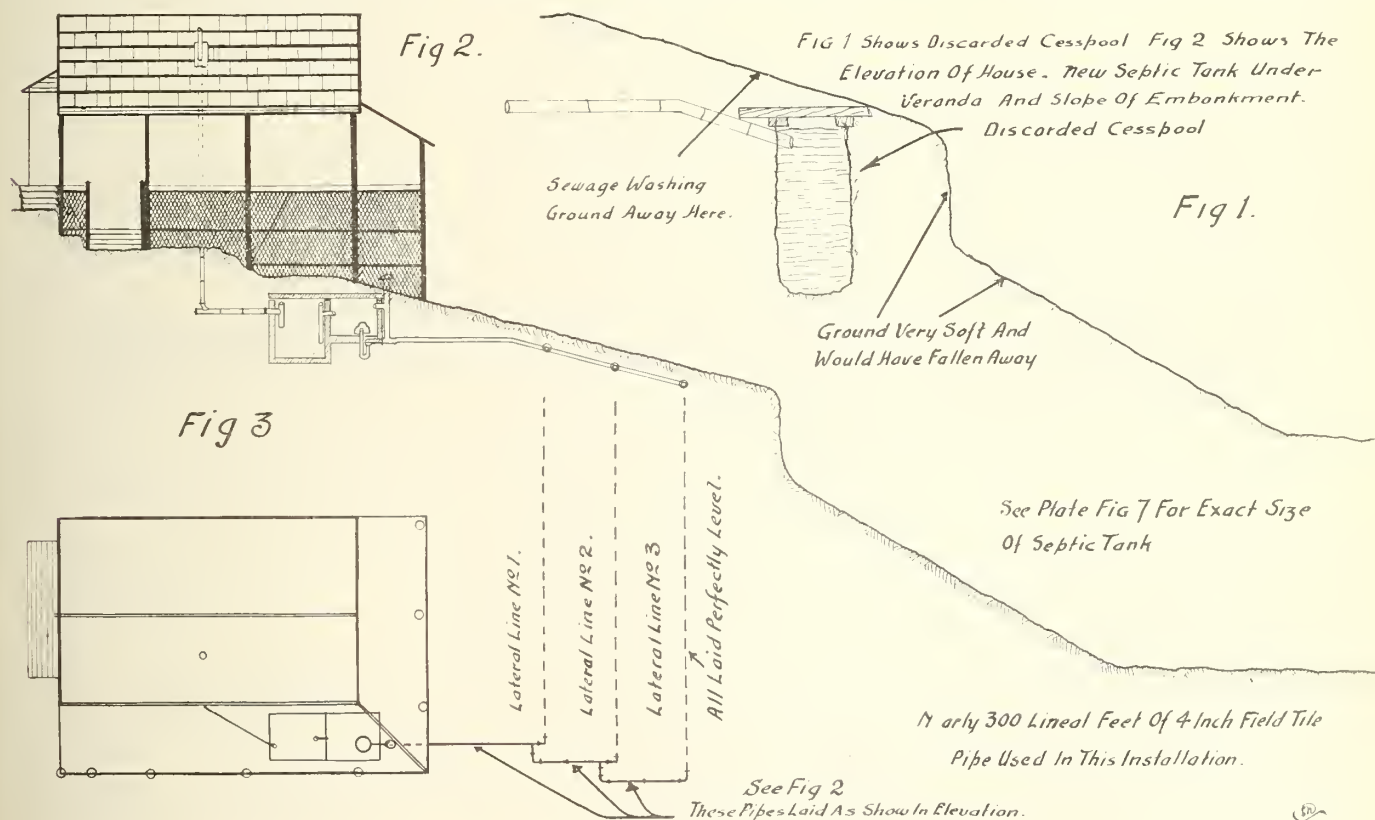 Fig 2.
FIG 1 Shows Discarded Cesspool Fig 2 Shows The
Elevation Of House. New Septic Tank Under
Veranda And Slope Of Embankment.
Discarded Cesspool
Sewage Washing
Ground Away Here.
Fig 1.
Ground Very Soft And
Would Have Fallen Away
Fig 3
See Plate Fig 7 For Exact Size
Of Septic Tank
Lateral Line Nº 1.
Lateral Line Nº 2.
Lateral Line Nº 3
All Laid Perfectly Level.
N arly 300 Lineal Feet Of 4 Inch Field Tile
Pipe Used In This Installation.
See Fig 2
These Pipes Laid As Show In Elevation.